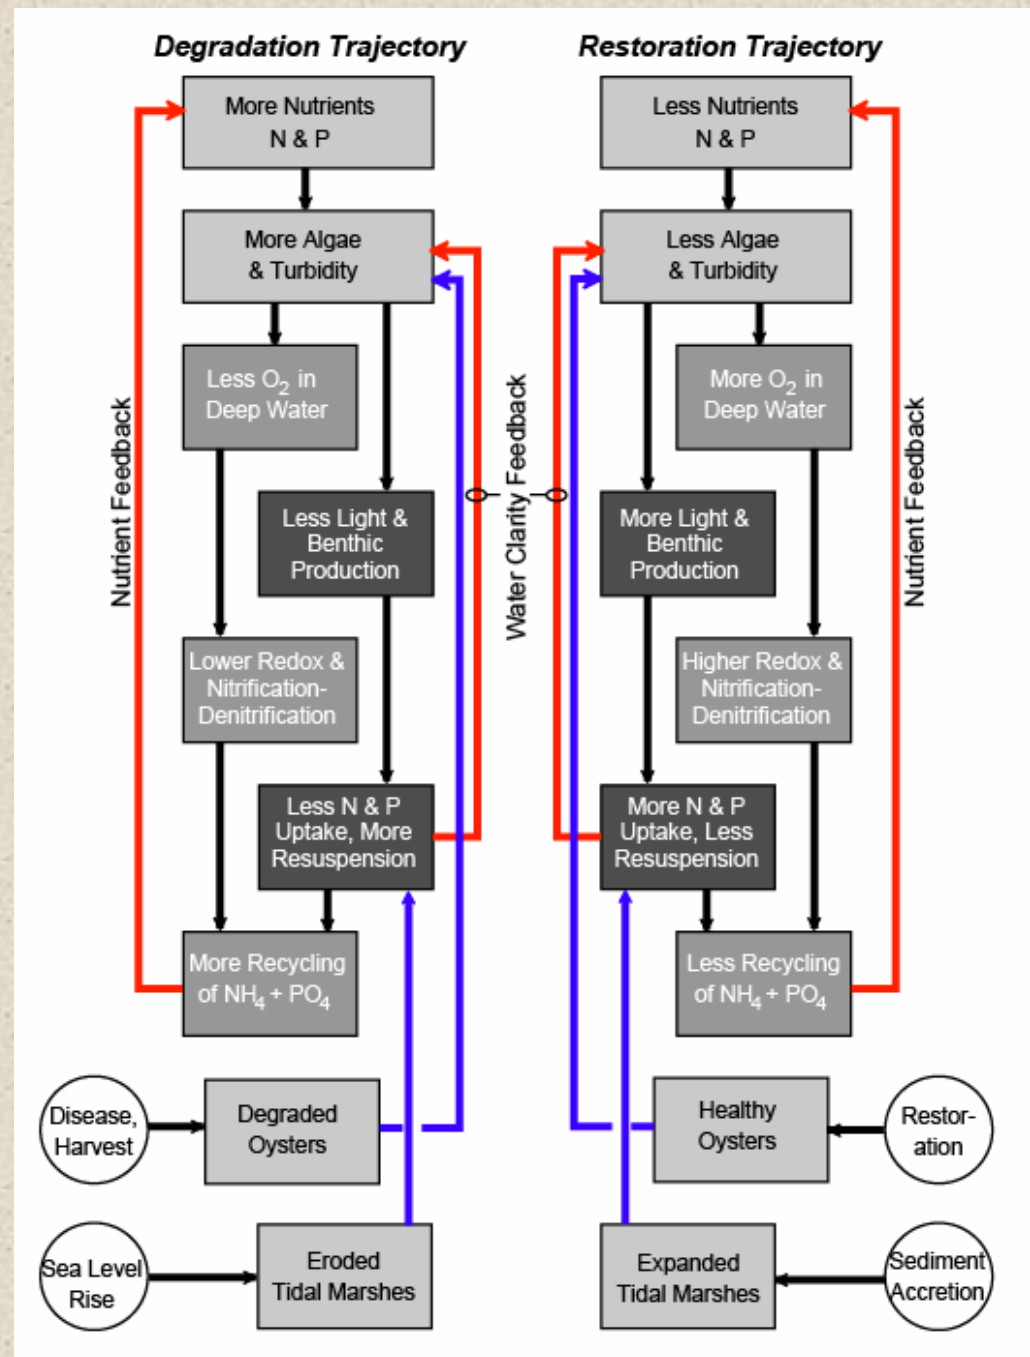 Degradation Trajectory
More Nutrients
N & P
More Algae
& Turbidity
Less O2 in
Deep Water
Less Light &
Benthic
Production
Lower Redox &
Nitrification-
Denitrification
Less N & P
Uptake, More
Resuspension
More Recycling
of NH4 + PO4
Nutrient Feedback
Disease,
Harvest
Degraded
Oysters
Sea Level
Rise
Eroded
Tidal Marshes
Water Clarity Feedback
Restoration Trajectory
Less Nutrients
N & P
Less Algae
& Turbidity
More O2 in
Deep Water
More Light &
Benthic
Production
Higher Redox &
Nitrification-
Denitrification
More N & P
Uptake, Less
Resuspension
Less Recycling
of NH4 + PO4
Nutrient Feedback
Healthy
Oysters
Restor-
ation
Expanded
Tidal Marshes
Sediment
Accretion